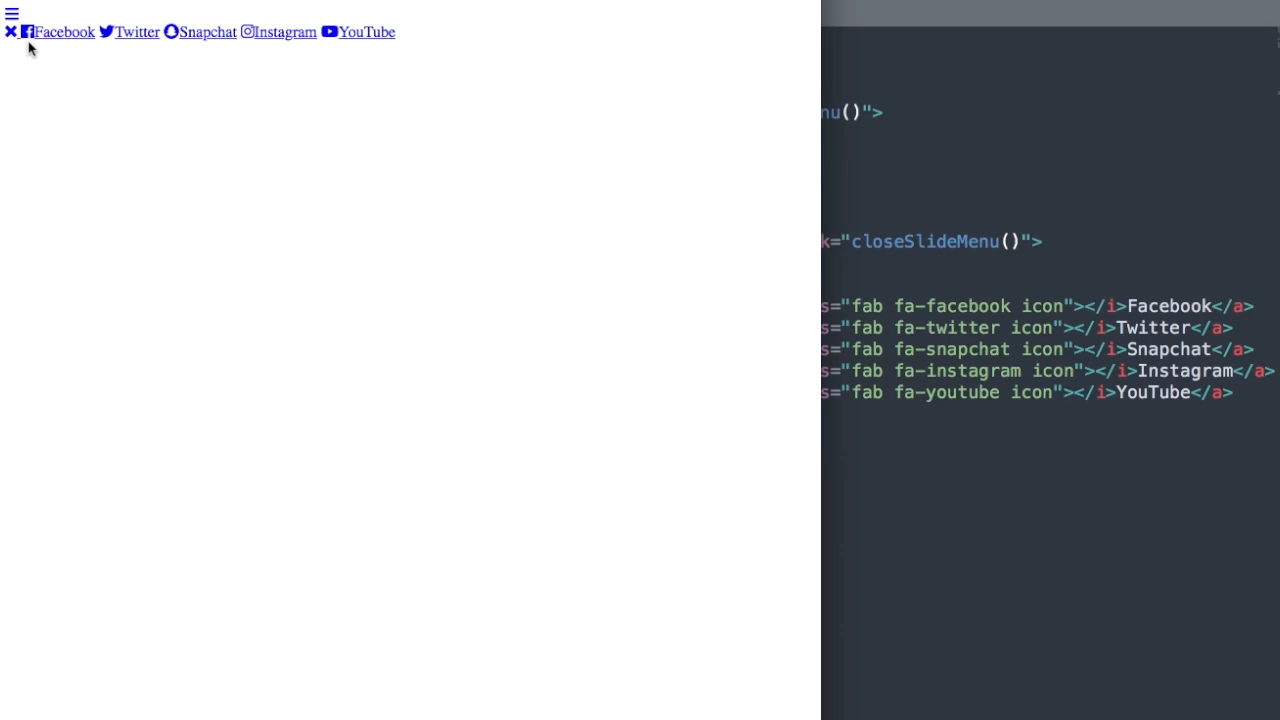 Facebook Twitter Snapchat Instagram YouTube
nu()">
k="closeSlideMenu()">
s="fab fa-facebook icon"></i>Facebook</a>
s="fab fa-twitter icon"></i>Twitter</a>
s="fab fa-snapchat icon"></i>Snapchat</a>
s="fab fa-instagram icon"></i>Instagram</a>
s="fab fa-youtube icon"></i>YouTube</a>